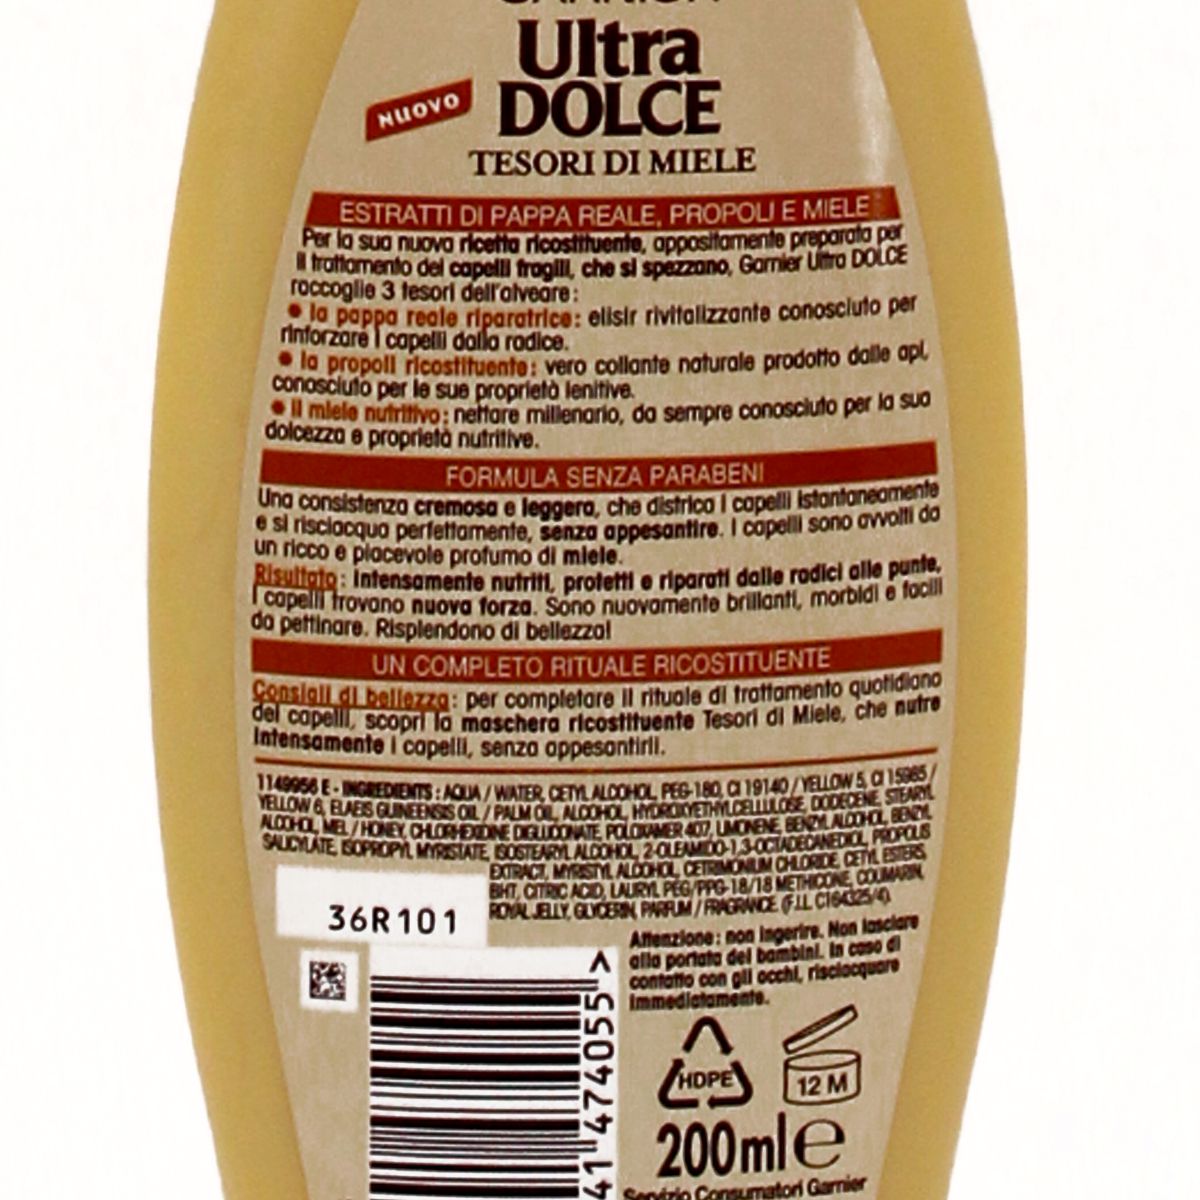 Ultra
DOLCE
NUOVO
TESORI DI MIELE
ESTRATTI DI PAPPA REALE, PROPOLI E MIELE
Per la sua nuova ricetta ricostituente, appositamente preparata per
il trattamento dei capelli fragili, che si spezzano, Garnier Ultra DOLCE
raccoglie 3 tesori dell'alveare:
• la pappa reale riparatrice: elisir rivitalizzante conosciuto per
rinforzare i capelli dalla radice.
• la propoli ricostituente: vero collante naturale prodotto dalle api,
conosciuto per le sue proprietà lenitive.
• il miele nutritivo: nettare millenario, da sempre conosciuto per la sua
dolcezza e proprietà nutritive.
FORMULA SENZA PARABENI
Una consistenza cremosa e leggera, che districa i capelli istantaneamente
e si risciacqua perfettamente, senza appesantire. I capelli sono avvolti da
un ricco e piacevole profumo di miele.
Risultato: Intensamente nutriti, protetti e riparati dalle radici alle punte,
i capelli trovano nuova forza. Sono nuovamente brillanti, morbidi e facili
da pettinare. Risplendono di bellezza!
UN COMPLETO RITUALE RICOSTITUENTE
Consigli di bellezza: per completare il rituale di trattamento quotidiano
dei capelli, scopri la maschera ricostituente Tesori di Miele, che nutre
intensamente i capelli, senza appesantirli.
1149956 E - INGREDIENTS: AQUA / WATER, CETYL ALCOHOL, PEG-180, CI 19140 / YELLOW 5, CI 15985 /
YELLOW 6, ELAEIS GUINEENSIS OIL / PALM OIL, ALCOHOL, HYDROXYETHYLCELLULOSE, DODECENE, STEARYL
ALCOHOL, MEL / HONEY, CHLORHEXIDINE DIGLUCONATE, POLOXAMER 407, LIMONENE, BENZYL ALCOHOL, BENZYL
SALICYLATE, ISOPROPYL MYRISTATE, ISOSTEARYL ALCOHOL, 2-OLEAMIDO-1,3-OCTADECANEDIOL, PROPOLIS
EXTRACT, MYRISTYL ALCOHOL, CETRIMONIUM CHLORIDE, CETYL ESTERS,
BHT, CITRIC ACID, LAURYL PEG/PPG-18/18 METHICONE, COUMARIN,
ROYAL JELLY, GLYCERIN, PARFUM / FRAGRANCE. (F.I.L. C164325/4).
36R101
Attenzione: non ingerire. Non lasciare
alla portata dei bambini. In caso di
contatto con gli occhi, risciacquare
immediatamente.
41 474055 >
HDPE
12 M
200ml e
Servizio Consumatori Garnier